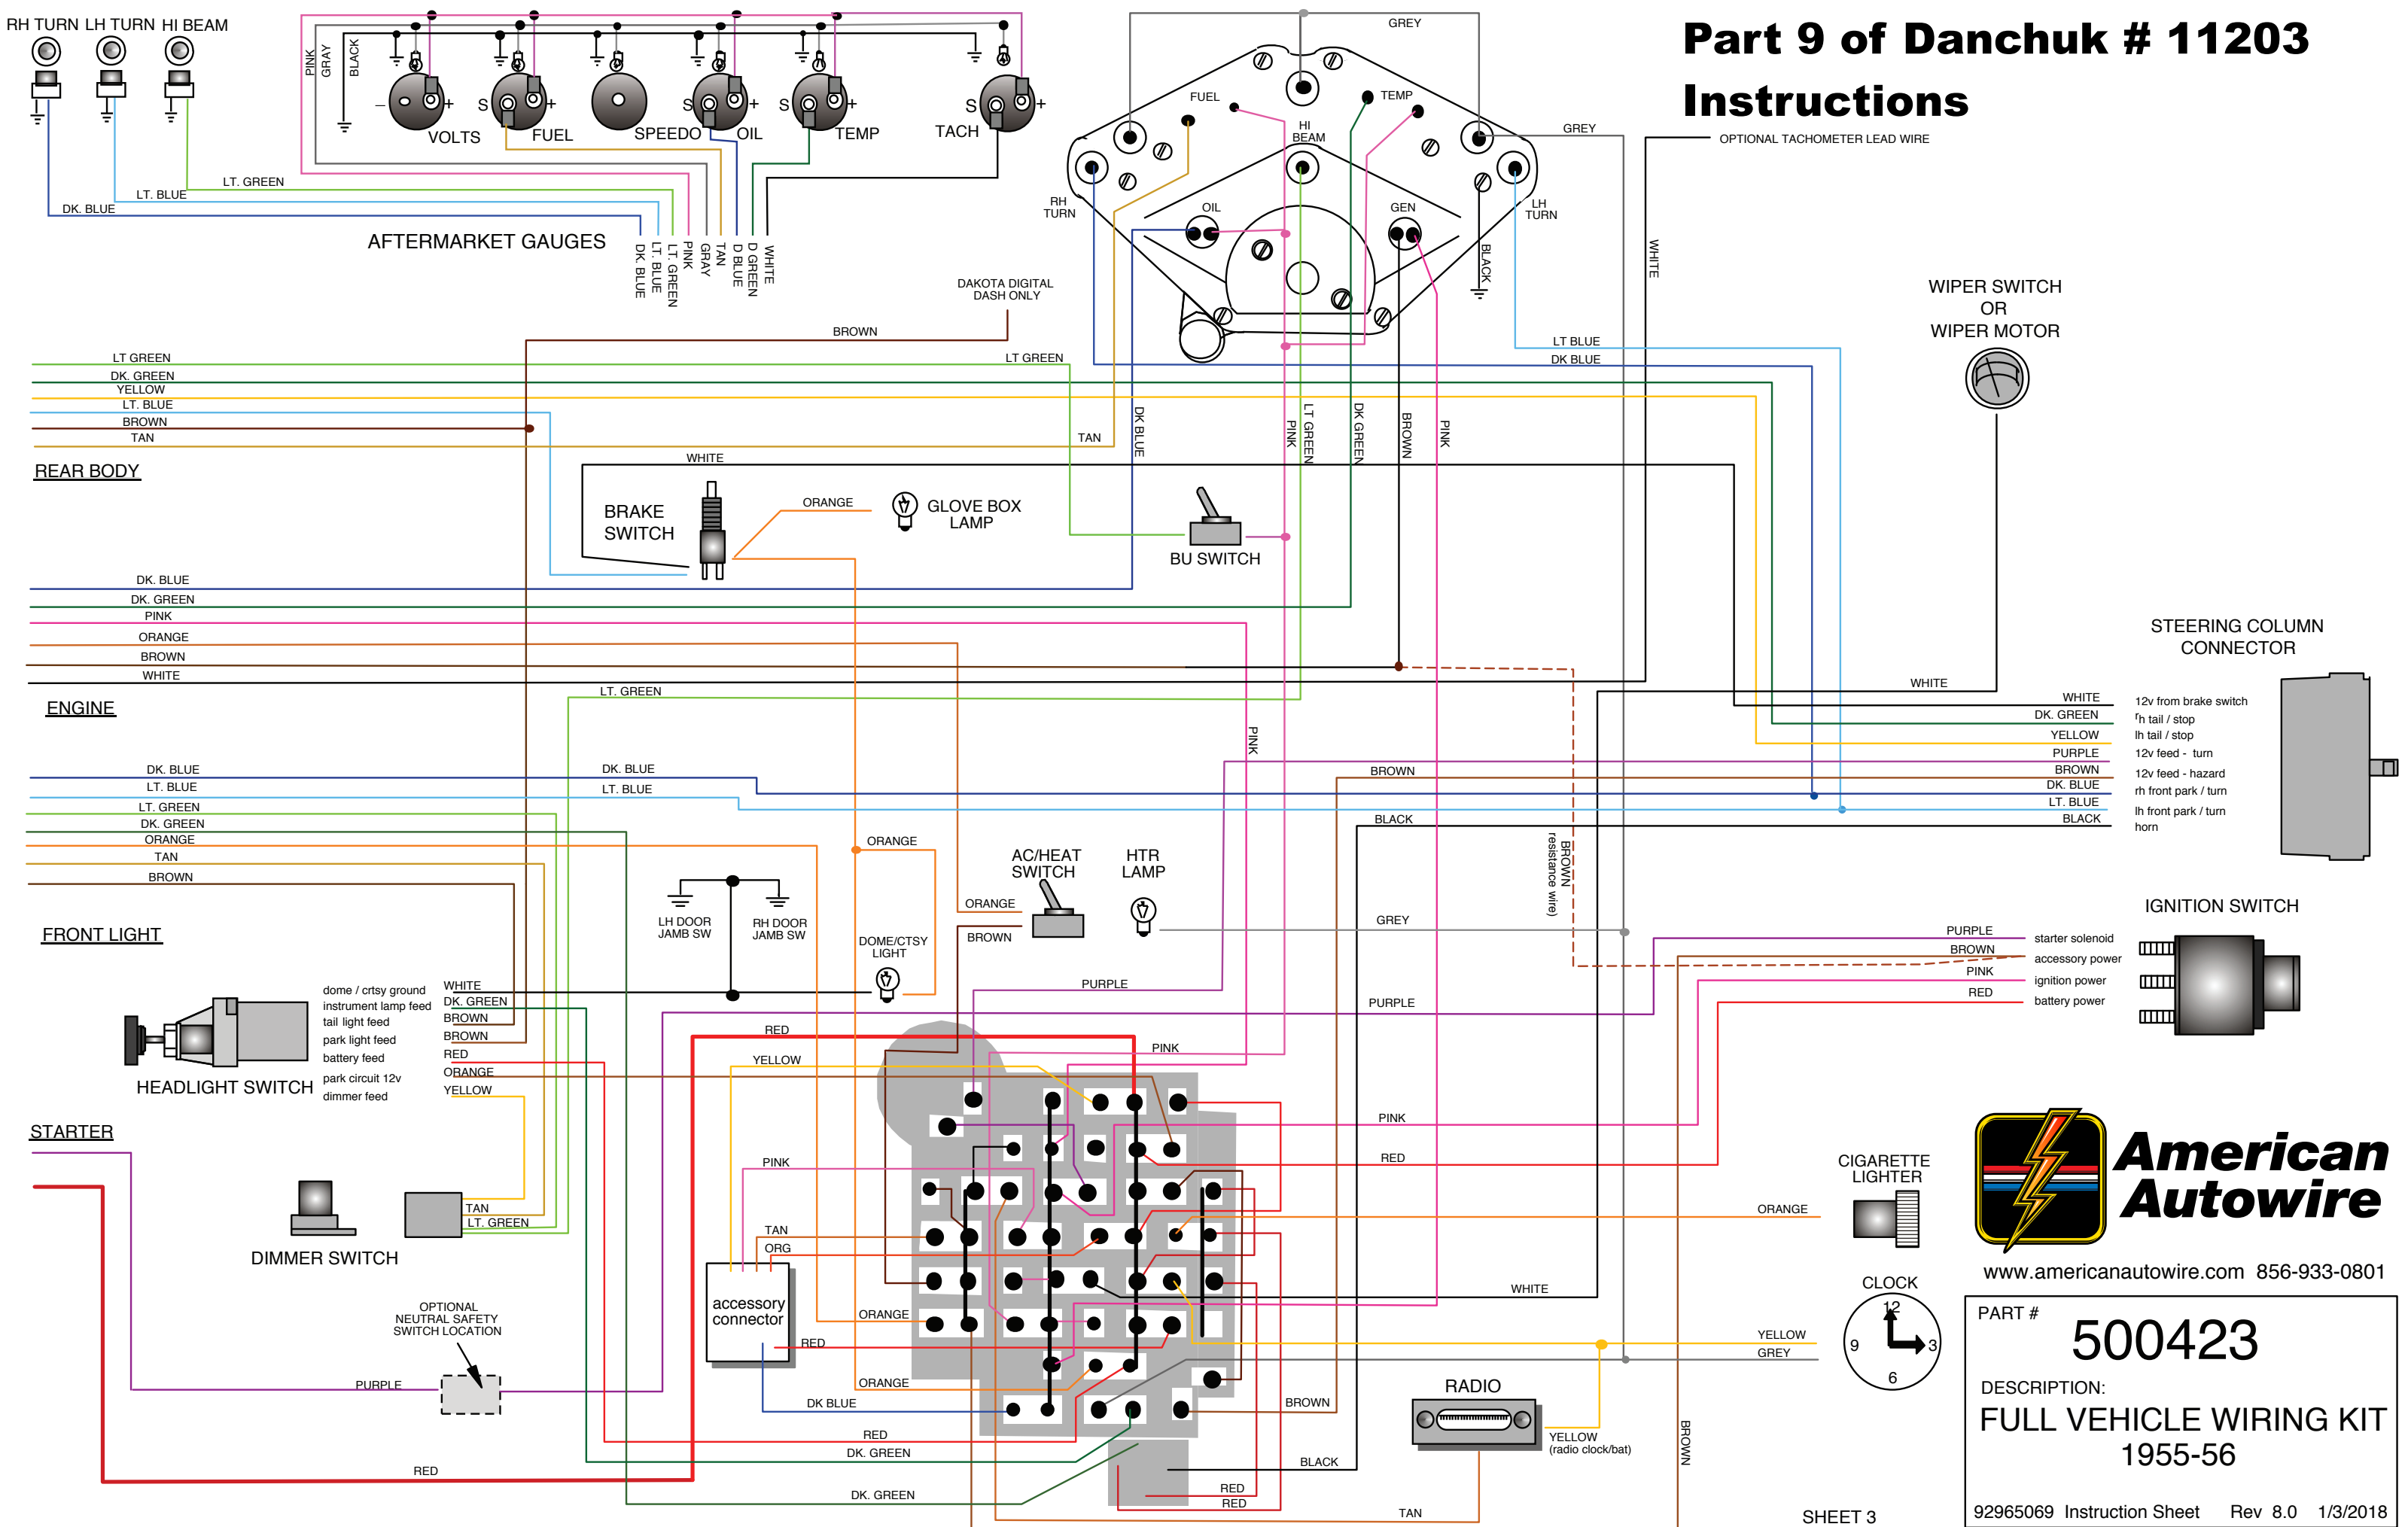 Part 9 of Danchuk # 11203
Instructions
RH TURN LH TURN HI BEAM
PINK
GRAY
BLACK
VOLTS
S
FUEL
SPEEDO
S
OIL
S
TEMP
S
TACH
– +
+
+
+
+
LT. GREEN
LT. BLUE
DK. BLUE
AFTERMARKET GAUGES
DK. BLUE
LT. BLUE
LT. GREEN
PINK
GRAY
TAN
D BLUE
D GREEN
WHITE
GREY
FUEL
TEMP
HI
BEAM
GREY
RH
TURN
OIL
GEN
LH
TURN
BLACK
OPTIONAL TACHOMETER LEAD WIRE
WHITE
DAKOTA DIGITAL
DASH ONLY
WIPER SWITCH
OR
WIPER MOTOR
BROWN
LT GREEN
LT GREEN
LT BLUE
DK BLUE
DK. GREEN
YELLOW
LT. BLUE
BROWN
TAN
TAN
DK BLUE
PINK
LT GREEN
DK GREEN
BROWN
PINK
REAR BODY
WHITE
BRAKE
SWITCH
ORANGE
GLOVE BOX
LAMP
BU SWITCH
DK. BLUE
DK. GREEN
PINK
ORANGE
BROWN
WHITE
ENGINE
LT. GREEN
PINK
STEERING COLUMN
CONNECTOR
WHITE
WHITE 12v from brake switch
DK. GREEN rh tail / stop
YELLOW lh tail / stop
PURPLE 12v feed - turn
BROWN
BROWN 12v feed - hazard
DK. BLUE rh front park / turn
LT. BLUE lh front park / turn
BLACK
BLACK horn
DK. BLUE
DK. BLUE
LT. BLUE
LT. BLUE
LT. GREEN
DK. GREEN
ORANGE
TAN
BROWN
FRONT LIGHT
ORANGE
LH DOOR
JAMB SW
RH DOOR
JAMB SW
DOME/CTSY
LIGHT
AC/HEAT
SWITCH
HTR
LAMP
ORANGE
BROWN
GREY
BROWN
resistance wire)
IGNITION SWITCH
PURPLE starter solenoid
BROWN accessory power
PINK ignition power
RED battery power
dome / crtsy ground WHITE
instrument lamp feed DK. GREEN
tail light feed BROWN
park light feed BROWN
battery feed RED
park circuit 12v ORANGE
dimmer feed YELLOW
HEADLIGHT SWITCH
PURPLE
PURPLE
RED
PINK
YELLOW
PINK
PINK
RED
STARTER
DIMMER SWITCH
TAN
LT. GREEN
TAN
ORG
accessory
connector
ORANGE
RED
ORANGE
DK BLUE
OPTIONAL
NEUTRAL SAFETY
SWITCH LOCATION
PURPLE
RED
DK. GREEN
RED
DK. GREEN
CIGARETTE
LIGHTER
ORANGE
CLOCK
12
9
3
6
WHITE
YELLOW
GREY
RADIO
YELLOW
(radio clock/bat)
BROWN
BROWN
BLACK
RED
RED
TAN
American
Autowire
www.americanautowire.com 856-933-0801
PART #
500423
DESCRIPTION:
FULL VEHICLE WIRING KIT
1955-56
92965069 Instruction Sheet Rev 8.0 1/3/2018
SHEET 3